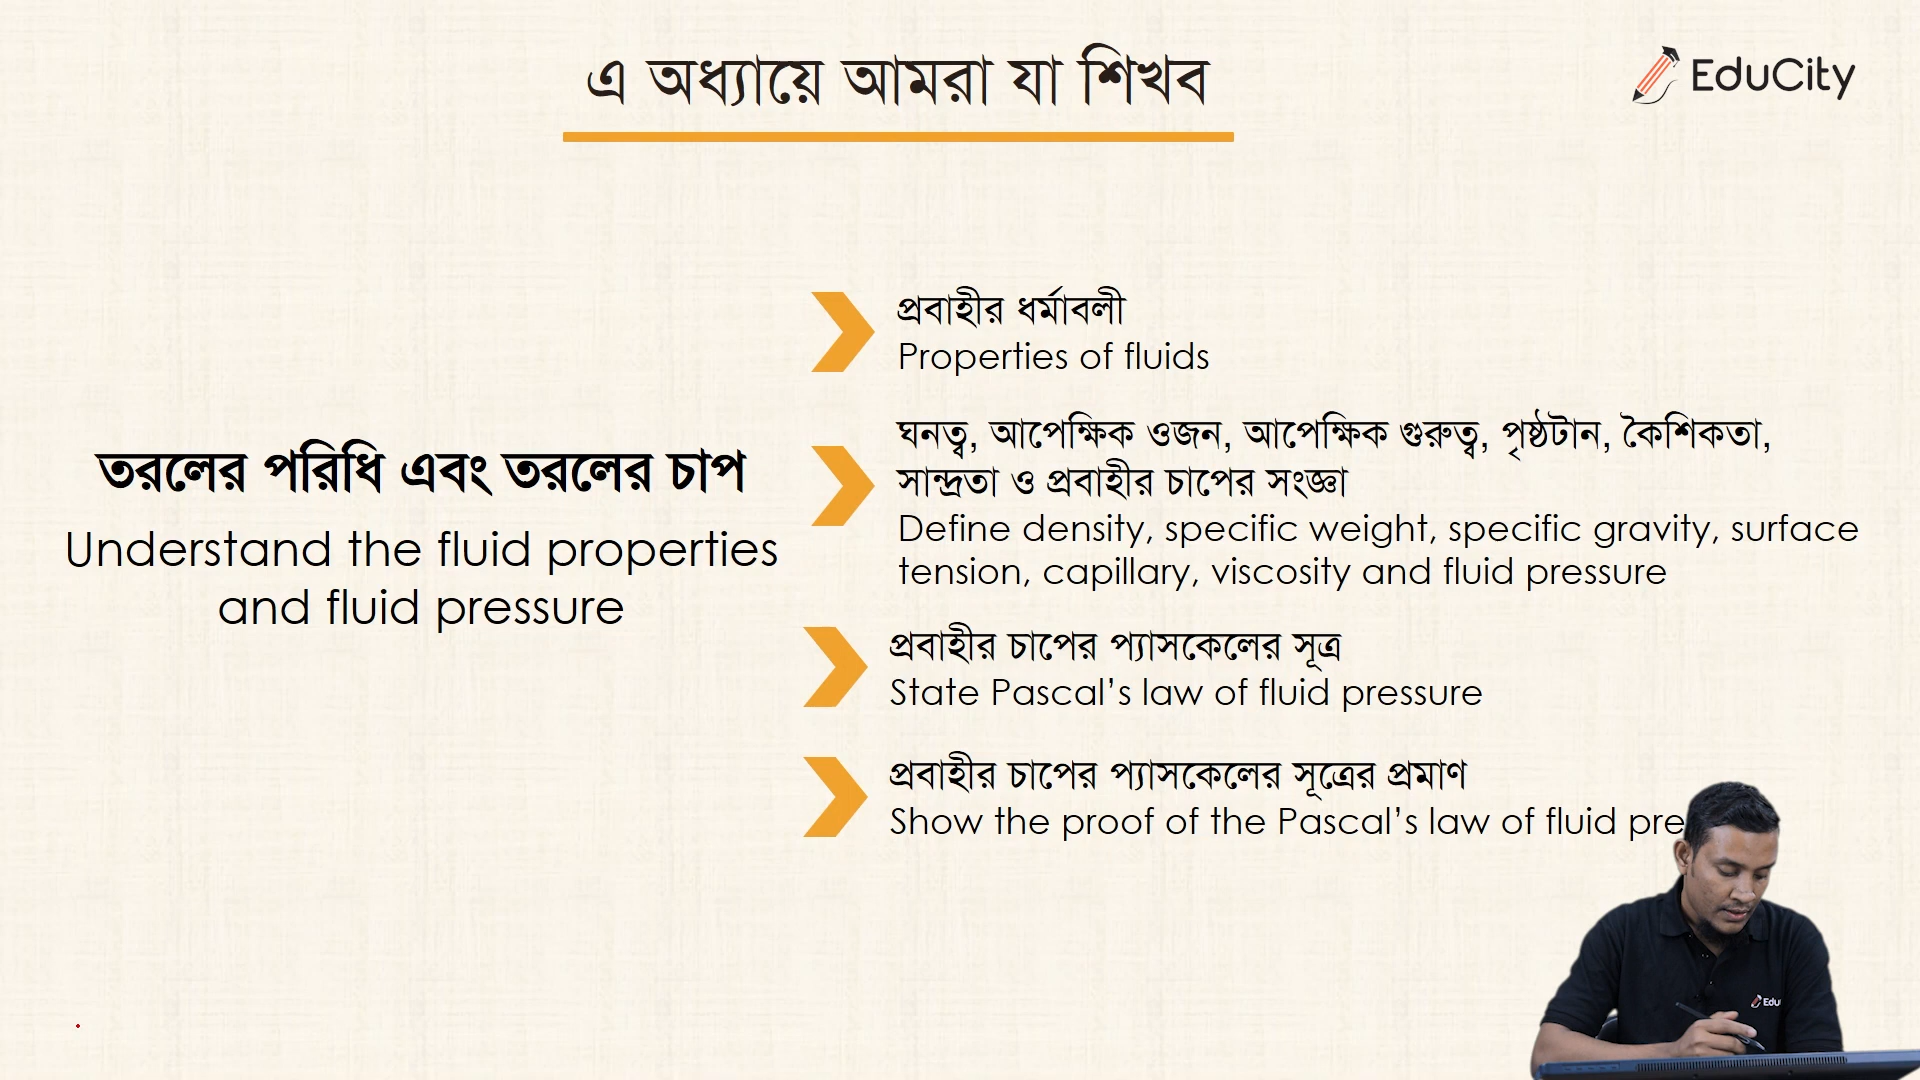 এ অধ্যায়ে আমরা যা শিখব
EduCity
তরলের পরিধি এবং তরলের চাপ
Understand the fluid properties
and fluid pressure
প্রবাহীর ধর্মাবলী
Properties of fluids
ঘনত্ব, আপেক্ষিক ওজন, আপেক্ষিক গুরুত্ব, পৃষ্ঠটান, কৈশিকতা,
সান্দ্রতা ও প্রবাহীর চাপের সংজ্ঞা
Define density, specific weight, specific gravity, surface
tension, capillary, viscosity and fluid pressure
প্রবাহীর চাপের প্যাসকেলের সূত্র
State Pascal’s law of fluid pressure
প্রবাহীর চাপের প্যাসকেলের সূত্রের প্রমাণ
Show the proof of the Pascal’s law of fluid pre
Edu